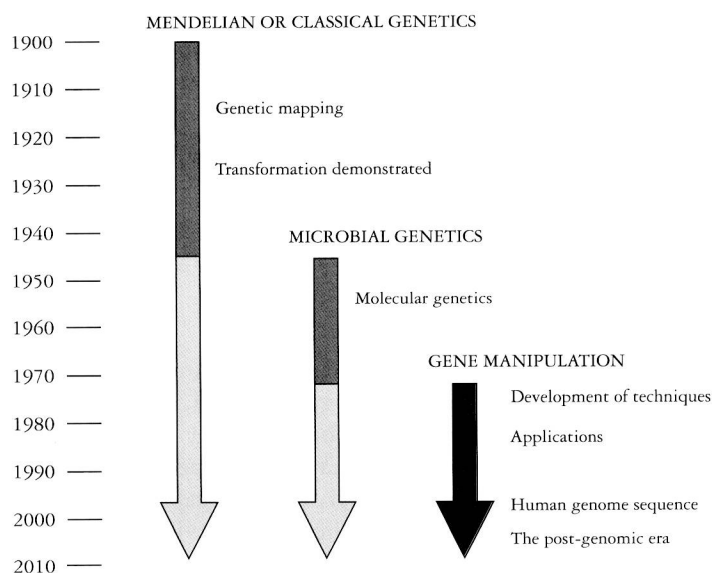 MENDELIAN OR CLASSICAL GENETICS
1900
1910
Genetic mapping
1920
Transformation demonstrated
1930
1940
MICROBIAL GENETICS
1950
Molecular genetics
1960
GENE MANIPULATION
1970
Development of techniques
1980
Applications
1990
Human genome sequence
2000
The post-genomic era
2010